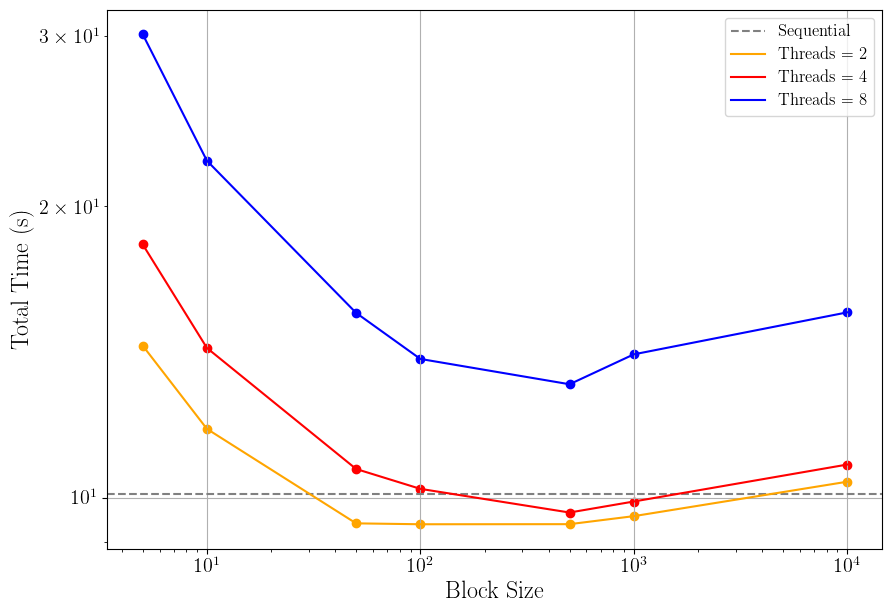 Sequential
Threads = 2
Threads = 4
Threads = 8
3 × 10¹
2 × 10¹
10¹
Total Time (s)
10¹ 10² 10³ 10⁴
Block Size